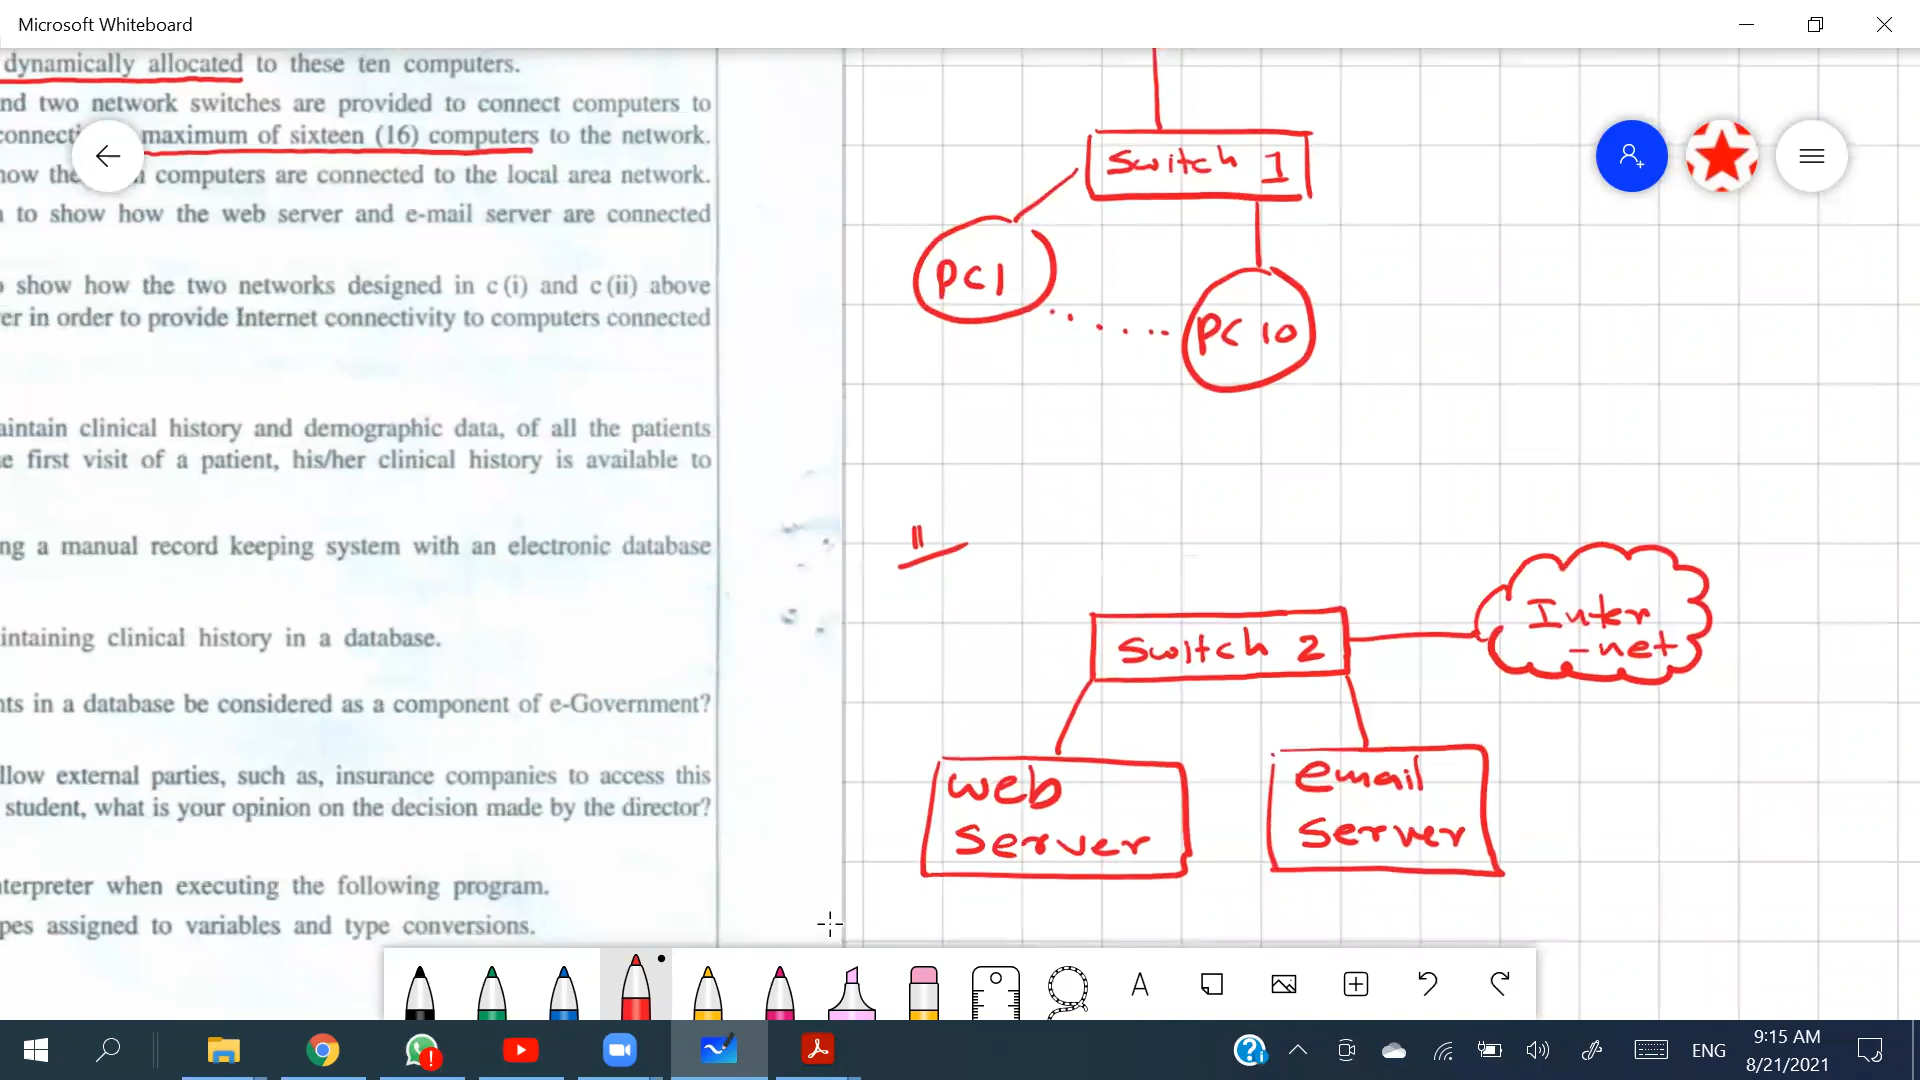 Microsoft Whiteboard
dynamically allocated to these ten computers.
nd two network switches are provided to connect computers to
connect maximum of sixteen (16) computers to the network.
ow the computers are connected to the local area network.
to show how the web server and e-mail server are connected
show how the two networks designed in c(i) and c(ii) above
er in order to provide Internet connectivity to computers connected
aintain clinical history and demographic data, of all the patients
e first visit of a patient, his/her clinical history is available to
ng a manual record keeping system with an electronic database
intaining clinical history in a database.
nts in a database be considered as a component of e-Government?
llow external parties, such as, insurance companies to access this
student, what is your opinion on the decision made by the director?
nterpreter when executing the following program.
pes assigned to variables and type conversions.
Switch 1
PC1
PC 10
II
Switch 2
Inter
-net
web
server
email
server
A
ENG
9:15 AM
8/21/2021